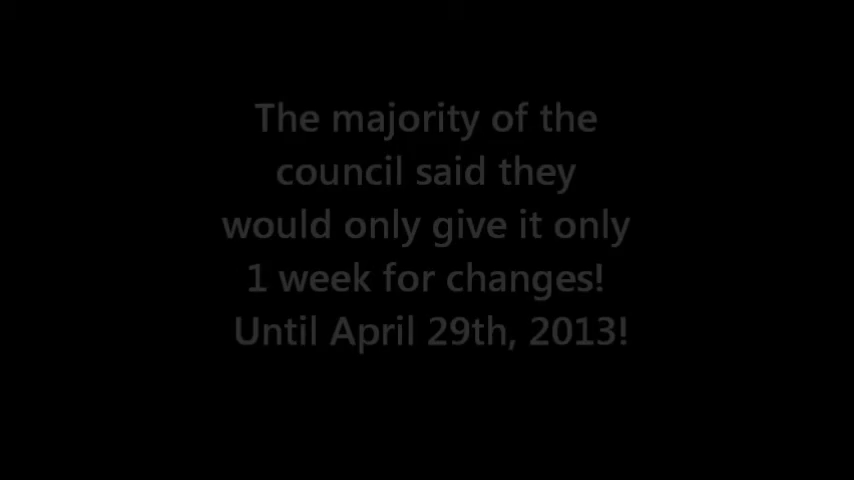 The majority of the
council said they
would only give it only
1 week for changes!
Until April 29th, 2013!